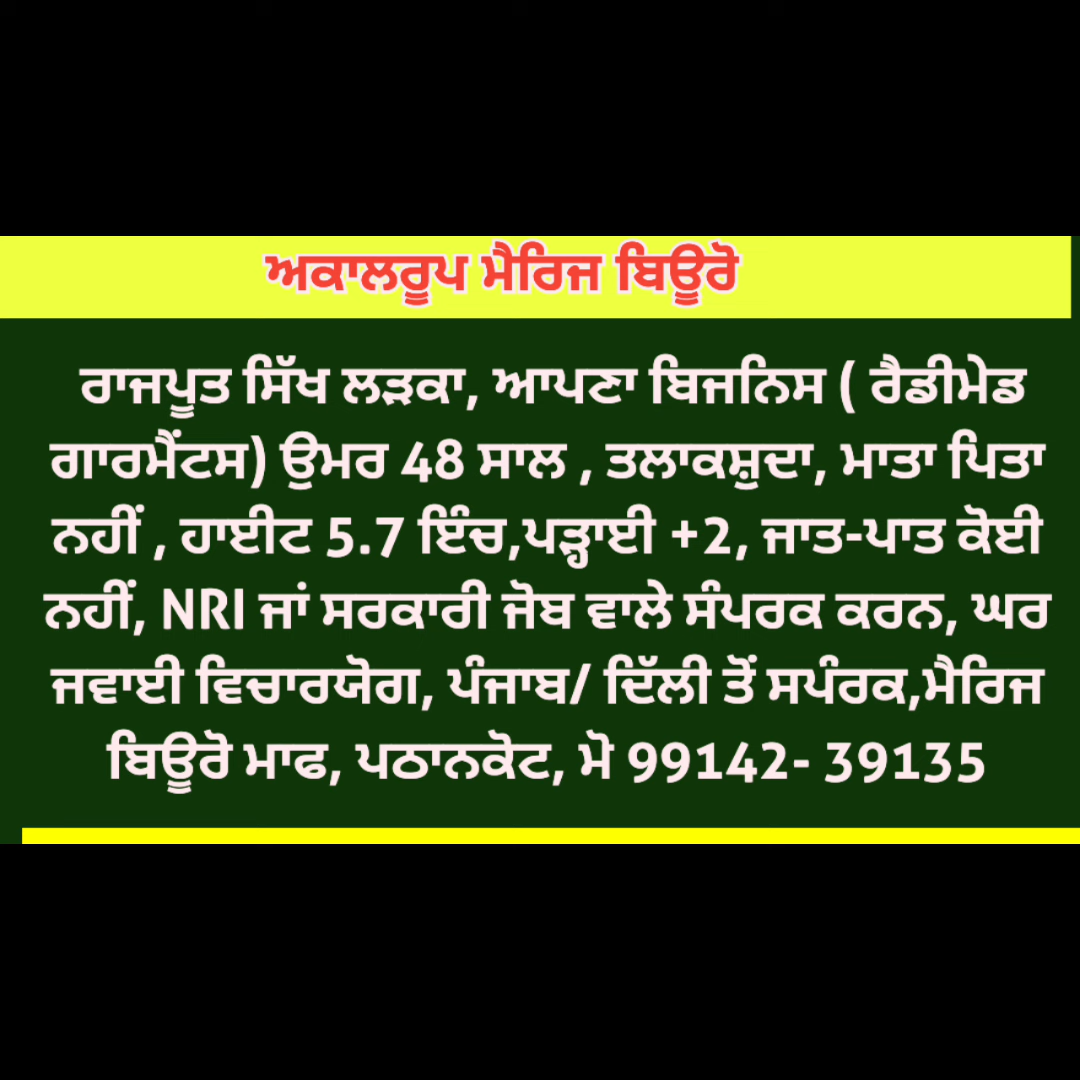 ਅਕਾਲਰੂਪ ਮੈਰਿਜ ਬਿਊਰੋ
ਰਾਜਪੂਤ ਸਿੱਖ ਲੜਕਾ, ਆਪਣਾ ਬਿਜਨਿਸ ( ਰੈਡੀਮੇਡ
ਗਾਰਮੈਂਟਸ) ਉਮਰ 48 ਸਾਲ , ਤਲਾਕਸ਼ੁਦਾ, ਮਾਤਾ ਪਿਤਾ
ਨਹੀਂ , ਹਾਈਟ 5.7 ਇੰਚ,ਪੜ੍ਹਾਈ +2, ਜਾਤ-ਪਾਤ ਕੋਈ
ਨਹੀਂ, NRI ਜਾਂ ਸਰਕਾਰੀ ਜੋਬ ਵਾਲੇ ਸੰਪਰਕ ਕਰਨ, ਘਰ
ਜਵਾਈ ਵਿਚਾਰਯੋਗ, ਪੰਜਾਬ/ ਦਿੱਲੀ ਤੋਂ ਸਪੰਰਕ,ਮੈਰਿਜ
ਬਿਊਰੋ ਮਾਫ, ਪਠਾਨਕੋਟ, ਮੋ 99142- 39135